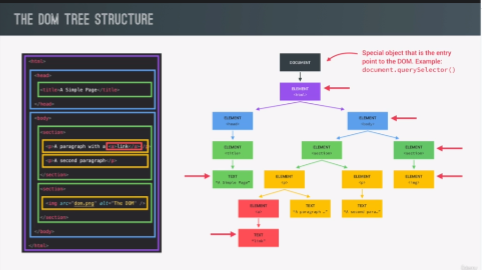 THE DOM TREE STRUCTURE
<html>
<head>
<title>A Simple Page</title>
</head>
<body>
<section>
<p>A paragraph with a <a>link</a></p>
<p>A second paragraph</p>
</section>
<section>
<img src="dom.png" alt="The DOM" />
</section>
</body>
</html>
DOCUMENT
Special object that is the entry
point to the DOM. Example:
document.querySelector()
ELEMENT
<html>
ELEMENT
<head>
ELEMENT
<body>
ELEMENT
<title>
ELEMENT
<section>
ELEMENT
<section>
TEXT
"A Simple Page"
ELEMENT
<p>
ELEMENT
<p>
ELEMENT
<img>
ELEMENT
<a>
TEXT
"A paragraph …"
TEXT
"A second para…"
TEXT
"link"